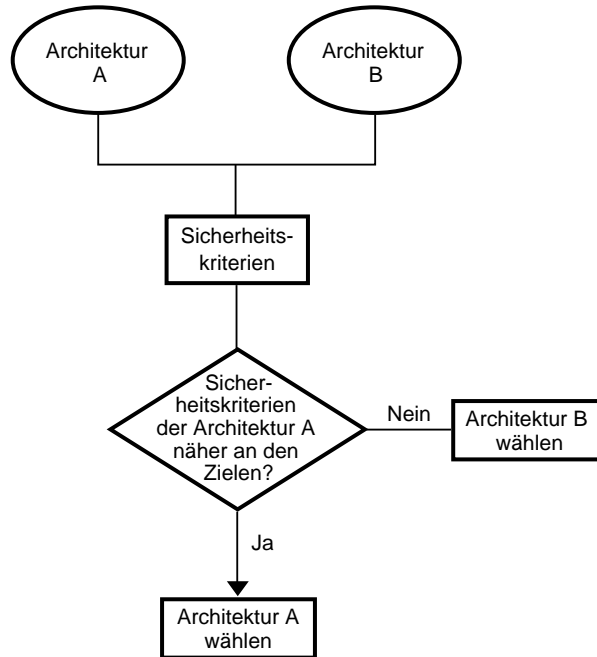 Architektur
A
Architektur
B
Sicherheits-
kriterien
Sicher-
heitskriterien
der Architektur A
näher an den
Zielen?
Nein
Architektur B
wählen
Ja
Architektur A
wählen